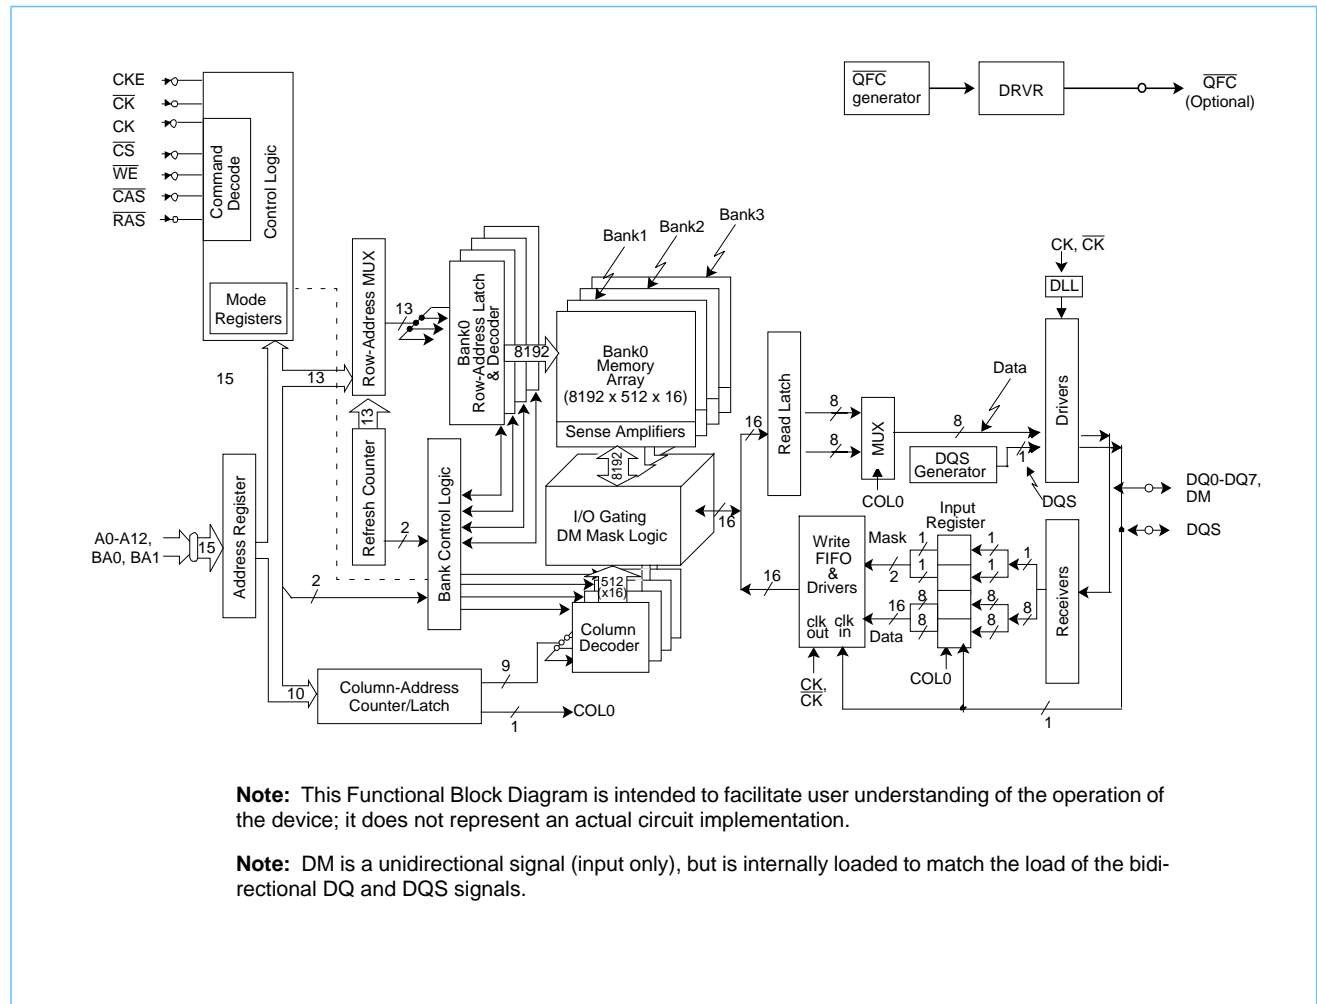 CKE
CK
CK
CS
WE
CAS
RAS
Command
Decode
Control Logic
Mode
Registers
QFC
generator
DRVR
QFC
(Optional)
15
13
Row-Address MUX
13
13
Refresh Counter
Bank0
Row-Address Latch
& Decoder
8192
Bank1
Bank2
Bank3
Bank0
Memory
Array
(8192 x 512 x 16)
Sense Amplifiers
8192
I/O Gating
DM Mask Logic
16
A0-A12,
BA0, BA1
15
Address Register
2
2
Bank Control Logic
512
(x16)
Column
Decoder
9
10
Column-Address
Counter/Latch
1
COL0
16
Read Latch
8
8
MUX
COL0
8
Data
DQS
Generator
1
DQS
CK, CK
DLL
Drivers
DQ0-DQ7,
DM
DQS
16
Write
FIFO
&
Drivers
clk
out
clk
in
CK,
CK
Mask
2
16
Data
Input
Register
1
1
8
8
1
1
8
8
1
8
COL0
Receivers
1
Note: This Functional Block Diagram is intended to facilitate user understanding of the operation of
the device; it does not represent an actual circuit implementation.
Note: DM is a unidirectional signal (input only), but is internally loaded to match the load of the bidi-
rectional DQ and DQS signals.